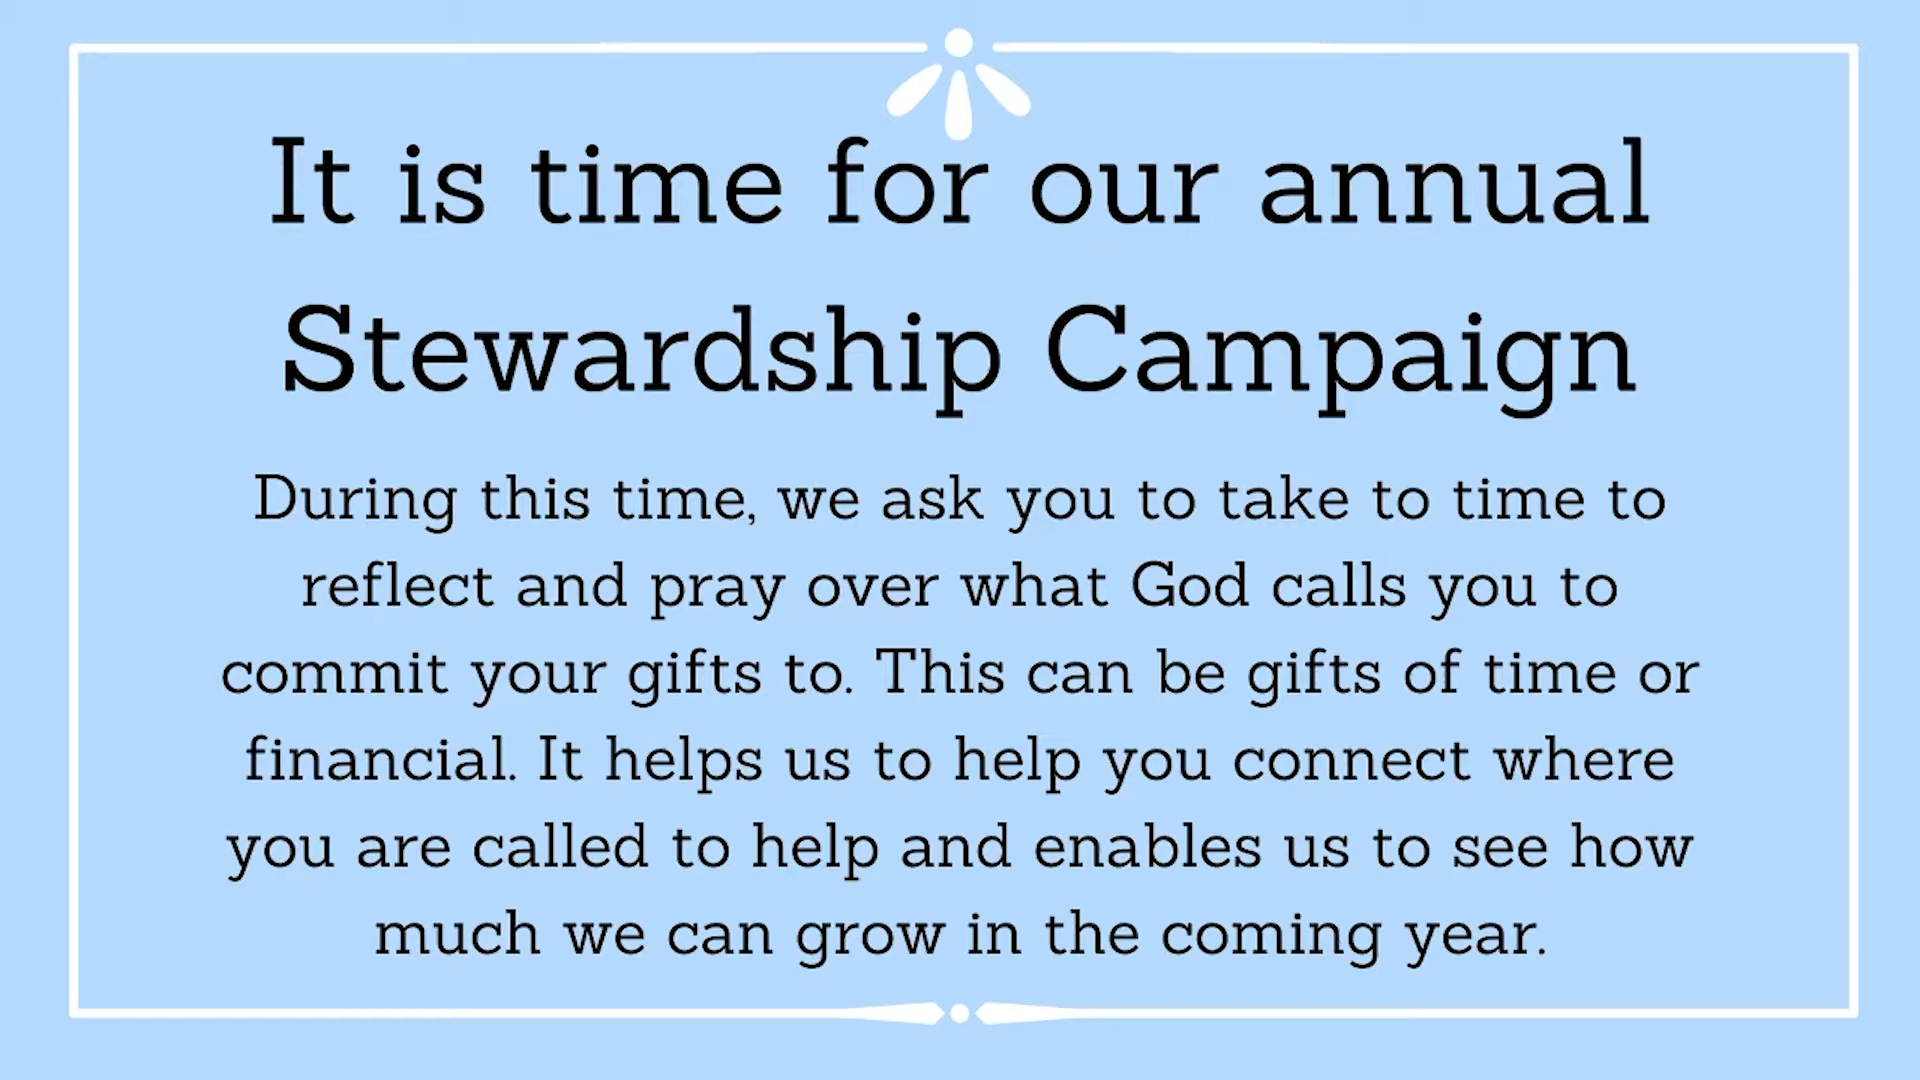 It is time for our annual
Stewardship Campaign
During this time, we ask you to take to time to
reflect and pray over what God calls you to
commit your gifts to. This can be gifts of time or
financial. It helps us to help you connect where
you are called to help and enables us to see how
much we can grow in the coming year.